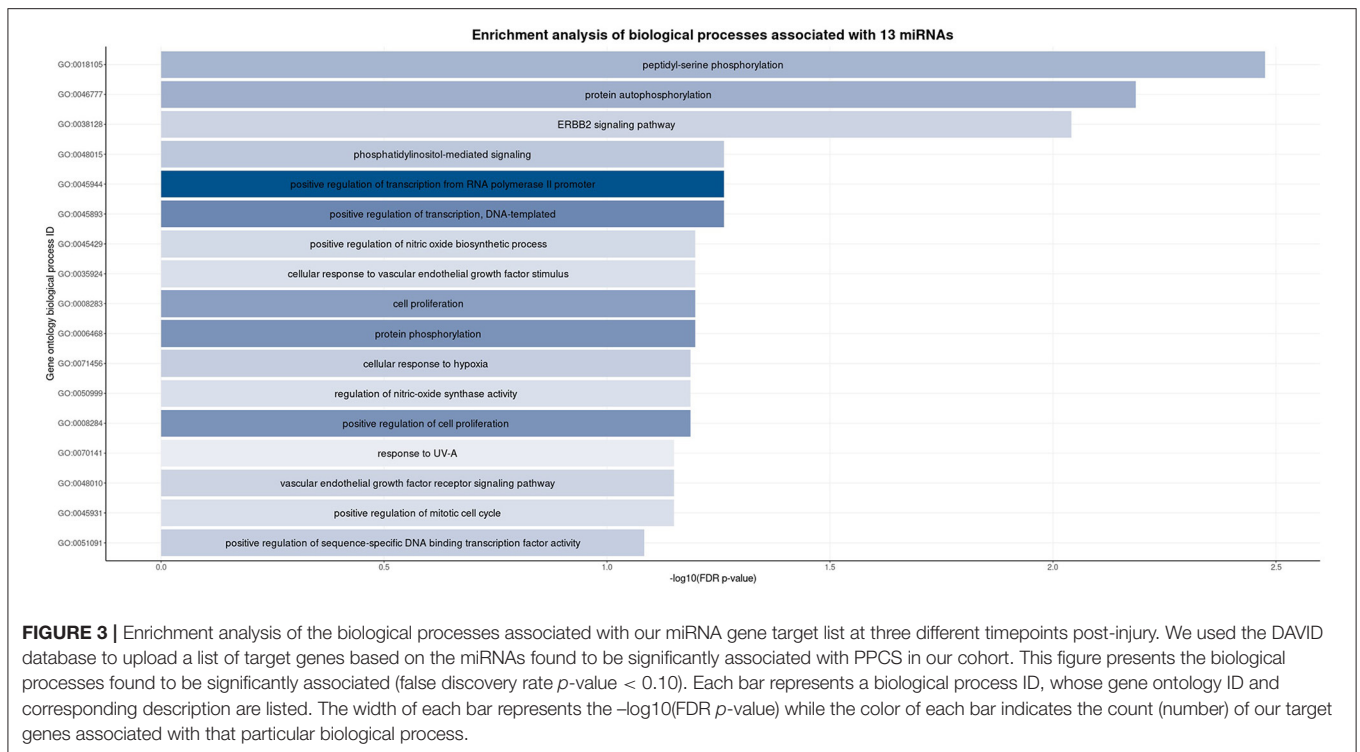 Enrichment analysis of biological processes associated with 13 miRNAs
Gene ontology biological process ID
GO:0018105 peptidyl-serine phosphorylation
GO:0046777 protein autophosphorylation
GO:0038128 ERBB2 signaling pathway
GO:0048015 phosphatidylinositol-mediated signaling
GO:0045944 positive regulation of transcription from RNA polymerase II promoter
GO:0045893 positive regulation of transcription, DNA-templated
GO:0045429 positive regulation of nitric oxide biosynthetic process
GO:0035924 cellular response to vascular endothelial growth factor stimulus
GO:0008283 cell proliferation
GO:0006468 protein phosphorylation
GO:0071456 cellular response to hypoxia
GO:0050999 regulation of nitric-oxide synthase activity
GO:0008284 positive regulation of cell proliferation
GO:0070141 response to UV-A
GO:0048010 vascular endothelial growth factor receptor signaling pathway
GO:0045931 positive regulation of mitotic cell cycle
GO:0051091 positive regulation of sequence-specific DNA binding transcription factor activity
0.0 0.5 1.0 1.5 2.0 2.5
-log10(FDR p-value)
FIGURE 3 | Enrichment analysis of the biological processes associated with our miRNA gene target list at three different timepoints post-injury. We used the DAVID
database to upload a list of target genes based on the miRNAs found to be significantly associated with PPCS in our cohort. This figure presents the biological
processes found to be significantly associated (false discovery rate p-value < 0.10). Each bar represents a biological process ID, whose gene ontology ID and
corresponding description are listed. The width of each bar represents the –log10(FDR p-value) while the color of each bar indicates the count (number) of our target
genes associated with that particular biological process.